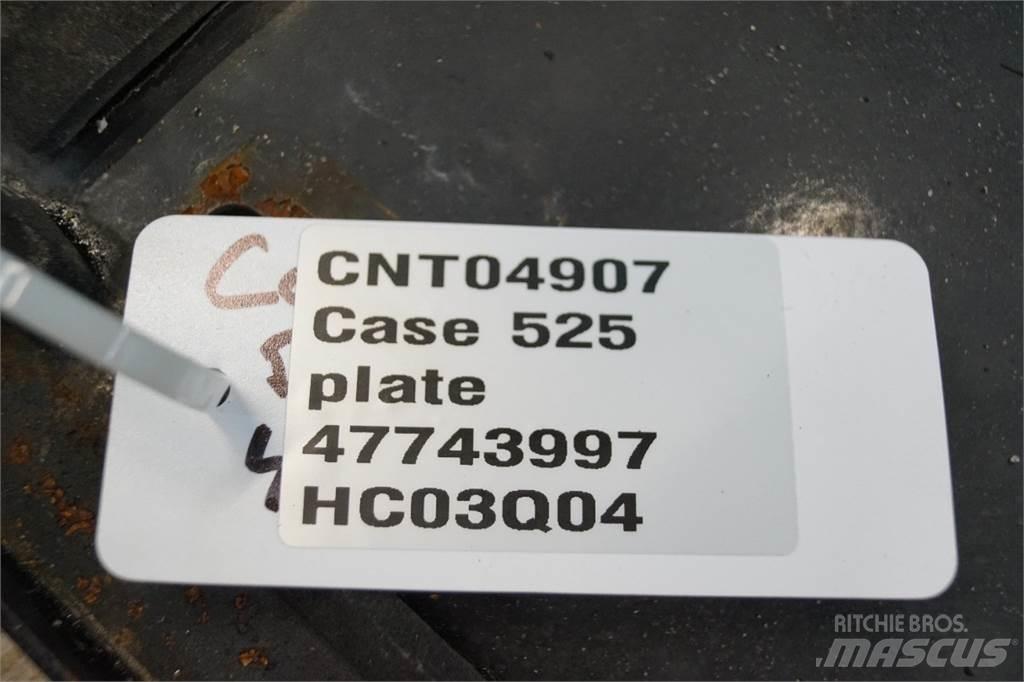 CNT04907
Case 525
plate
47743997
HC03Q04
RITCHIE BROS.
MASCUS